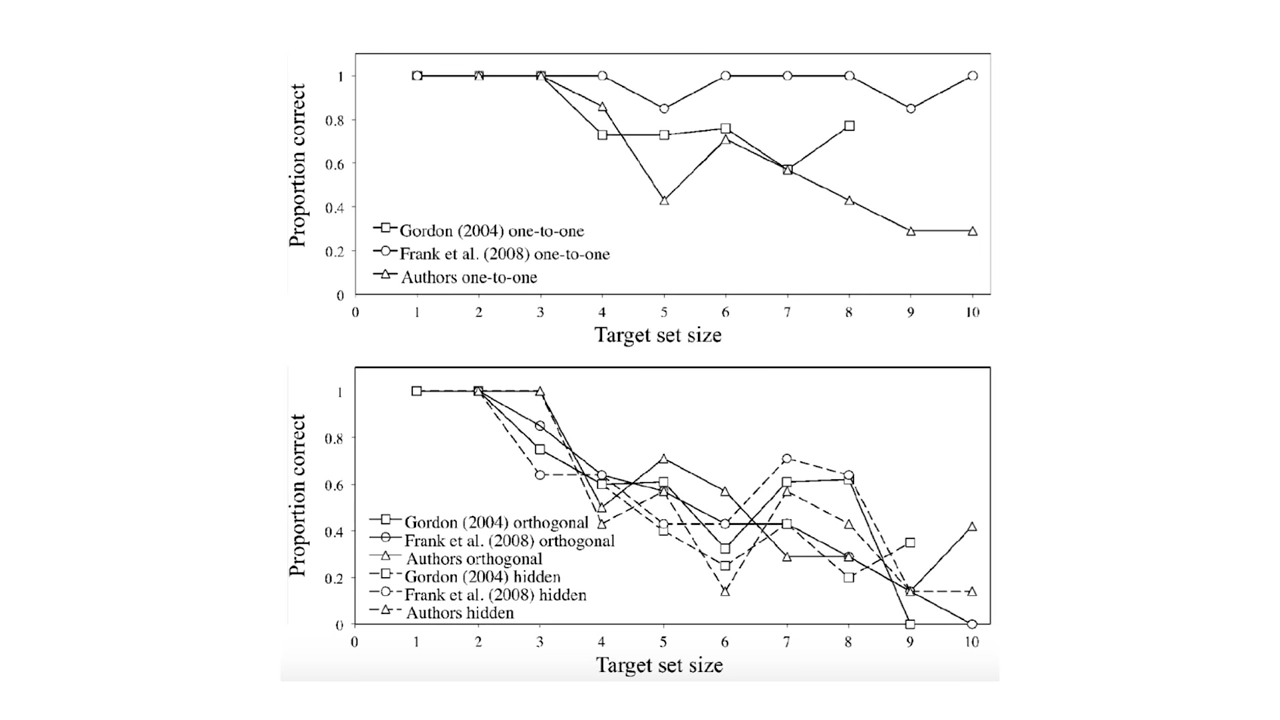 Proportion correct
1
0.8
0.6
0.4
0.2
0
Gordon (2004) one-to-one
Frank et al. (2008) one-to-one
Authors one-to-one
0 1 2 3 4 5 6 7 8 9 10
Target set size
Proportion correct
1
0.8
0.6
0.4
0.2
0
Gordon (2004) orthogonal
Frank et al. (2008) orthogonal
Authors orthogonal
Gordon (2004) hidden
Frank et al. (2008) hidden
Authors hidden
0 1 2 3 4 5 6 7 8 9 10
Target set size